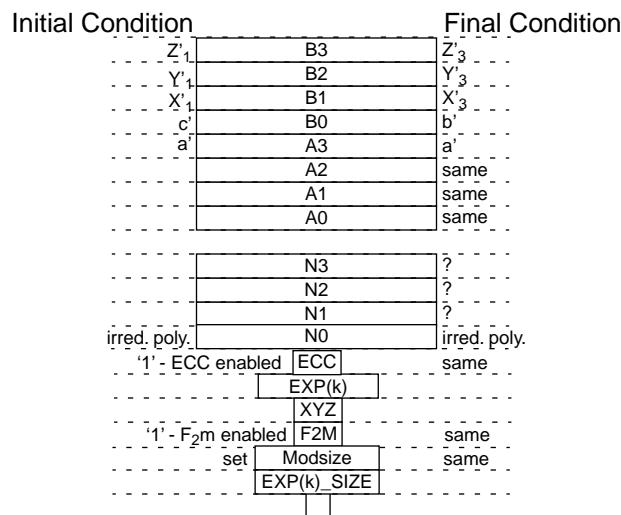 Initial Condition Final Condition
Z'1 B3 Z'3
Y'1 B2 Y'3
X'1 B1 X'3
c' B0 b'
a' A3 a'
A2 same
A1 same
A0 same
N3 ?
N2 ?
N1 ?
irred. poly. N0 irred. poly.
‘1’ - ECC enabled ECC same
EXP(k)
XYZ
‘1’ - F2m enabled F2M same
set Modsize same
EXP(k)_SIZE